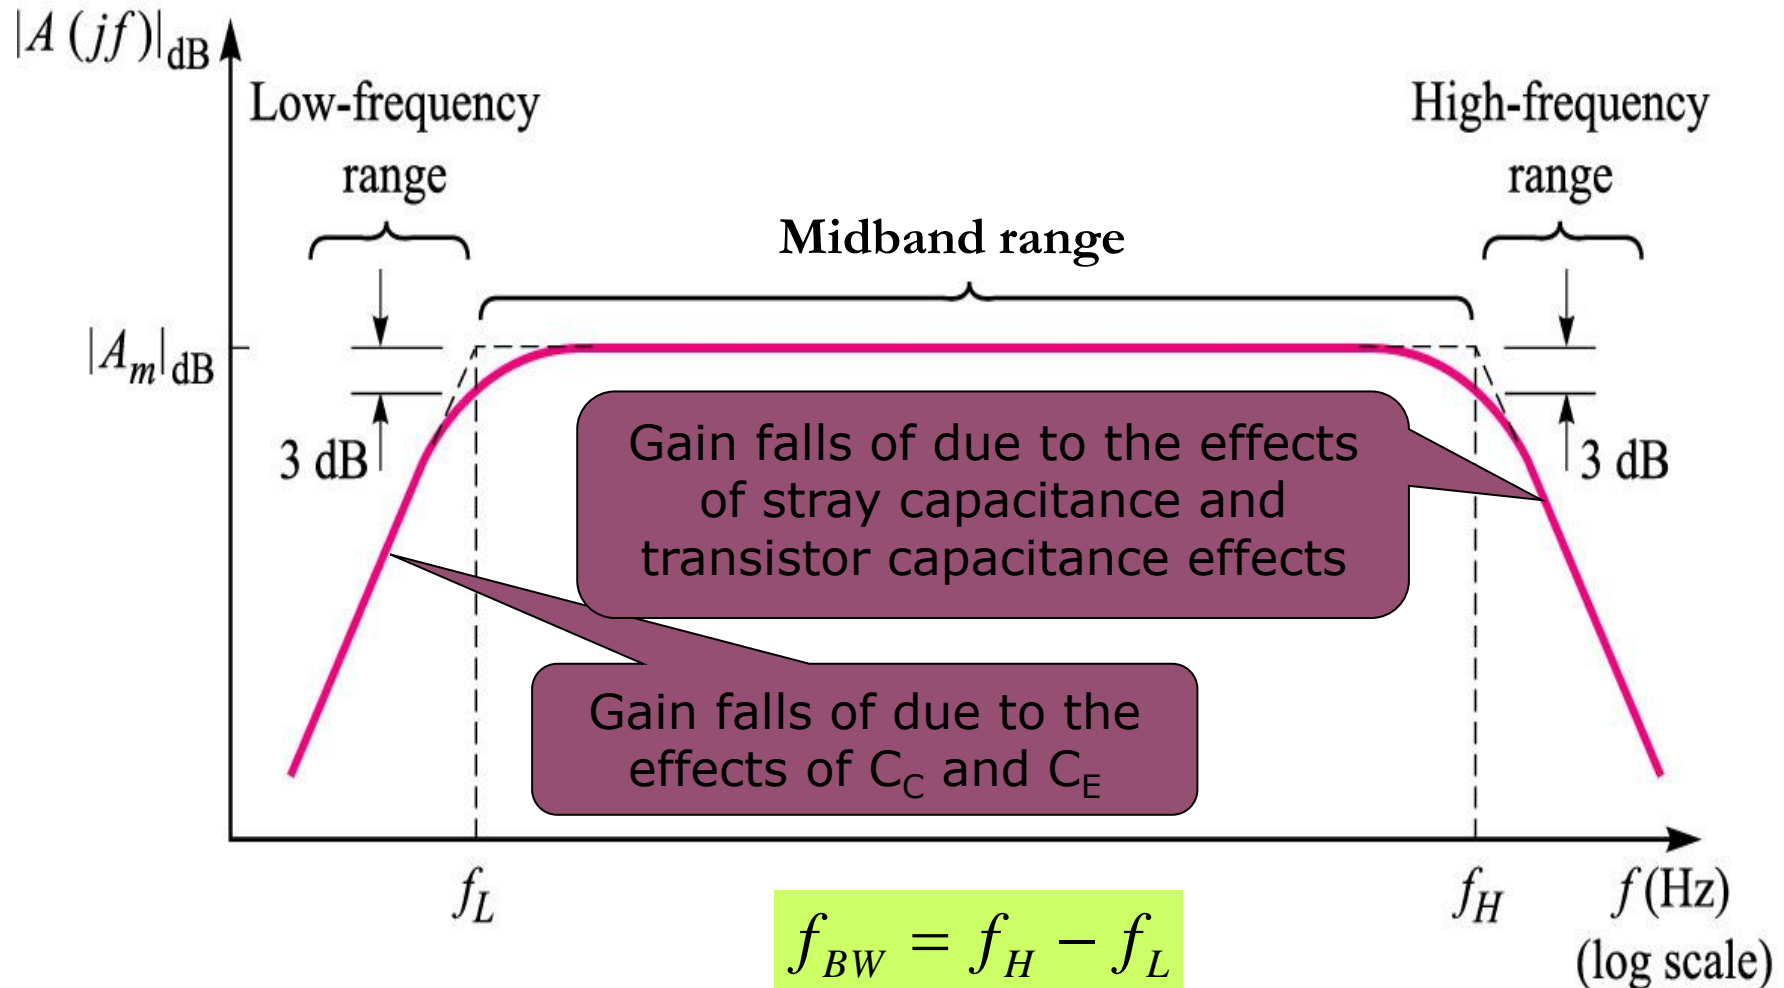 |A (jf)|dB
Low-frequency
range
High-frequency
range
Midband range
|Am|dB
3 dB
3 dB
Gain falls of due to the effects
of stray capacitance and
transistor capacitance effects
Gain falls of due to the
effects of CC and CE
fL
fH
f (Hz)
(log scale)
fBW = fH − fL